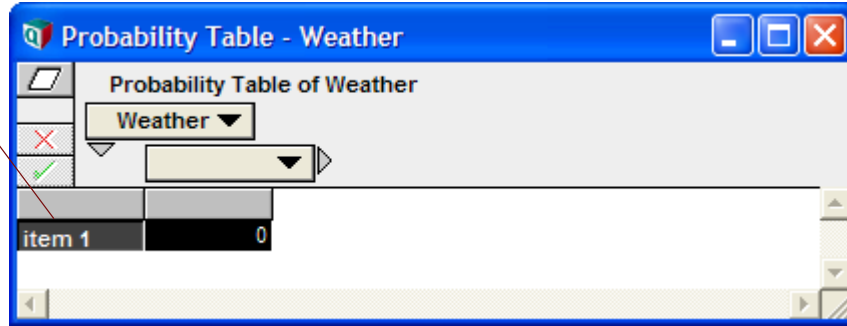 Probability Table - Weather
Probability Table of Weather
Weather
item 1 0